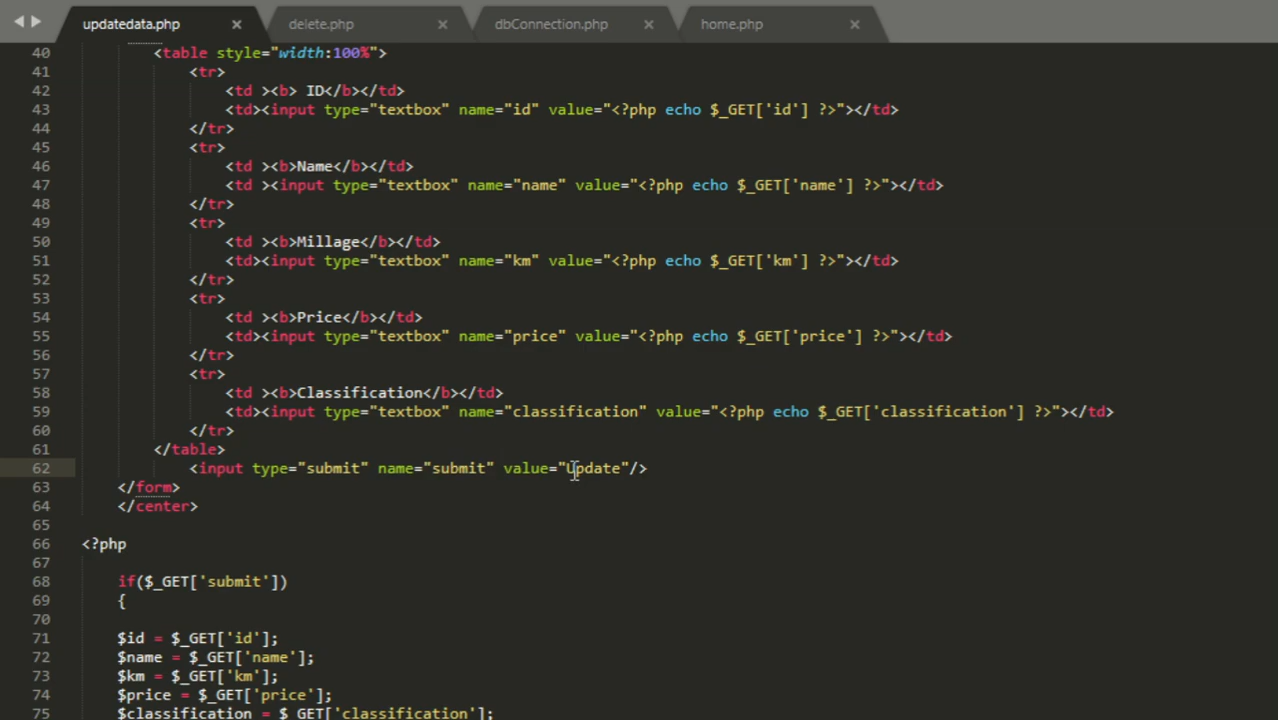 updatedata.php × delete.php × dbConnection.php × home.php ×
40 <table style="width:100%">
41 <tr>
42 <td ><b> ID</b></td>
43 <td><input type="textbox" name="id" value="<?php echo $_GET['id'] ?>"></td>
44 </tr>
45 <tr>
46 <td ><b>Name</b></td>
47 <td ><input type="textbox" name="name" value="<?php echo $_GET['name'] ?>"></td>
48 </tr>
49 <tr>
50 <td ><b>Millage</b></td>
51 <td><input type="textbox" name="km" value="<?php echo $_GET['km'] ?>"></td>
52 </tr>
53 <tr>
54 <td ><b>Price</b></td>
55 <td><input type="textbox" name="price" value="<?php echo $_GET['price'] ?>"></td>
56 </tr>
57 <tr>
58 <td ><b>Classification</b></td>
59 <td><input type="textbox" name="classification" value="<?php echo $_GET['classification'] ?>"></td>
60 </tr>
61 </table>
62 <input type="submit" name="submit" value="Update"/>
63 </form>
64 </center>
65
66 <?php
67
68 if($_GET['submit'])
69 {
70
71 $id = $_GET['id'];
72 $name = $_GET['name'];
73 $km = $_GET['km'];
74 $price = $_GET['price'];
75 $classification = $_GET['classification'];